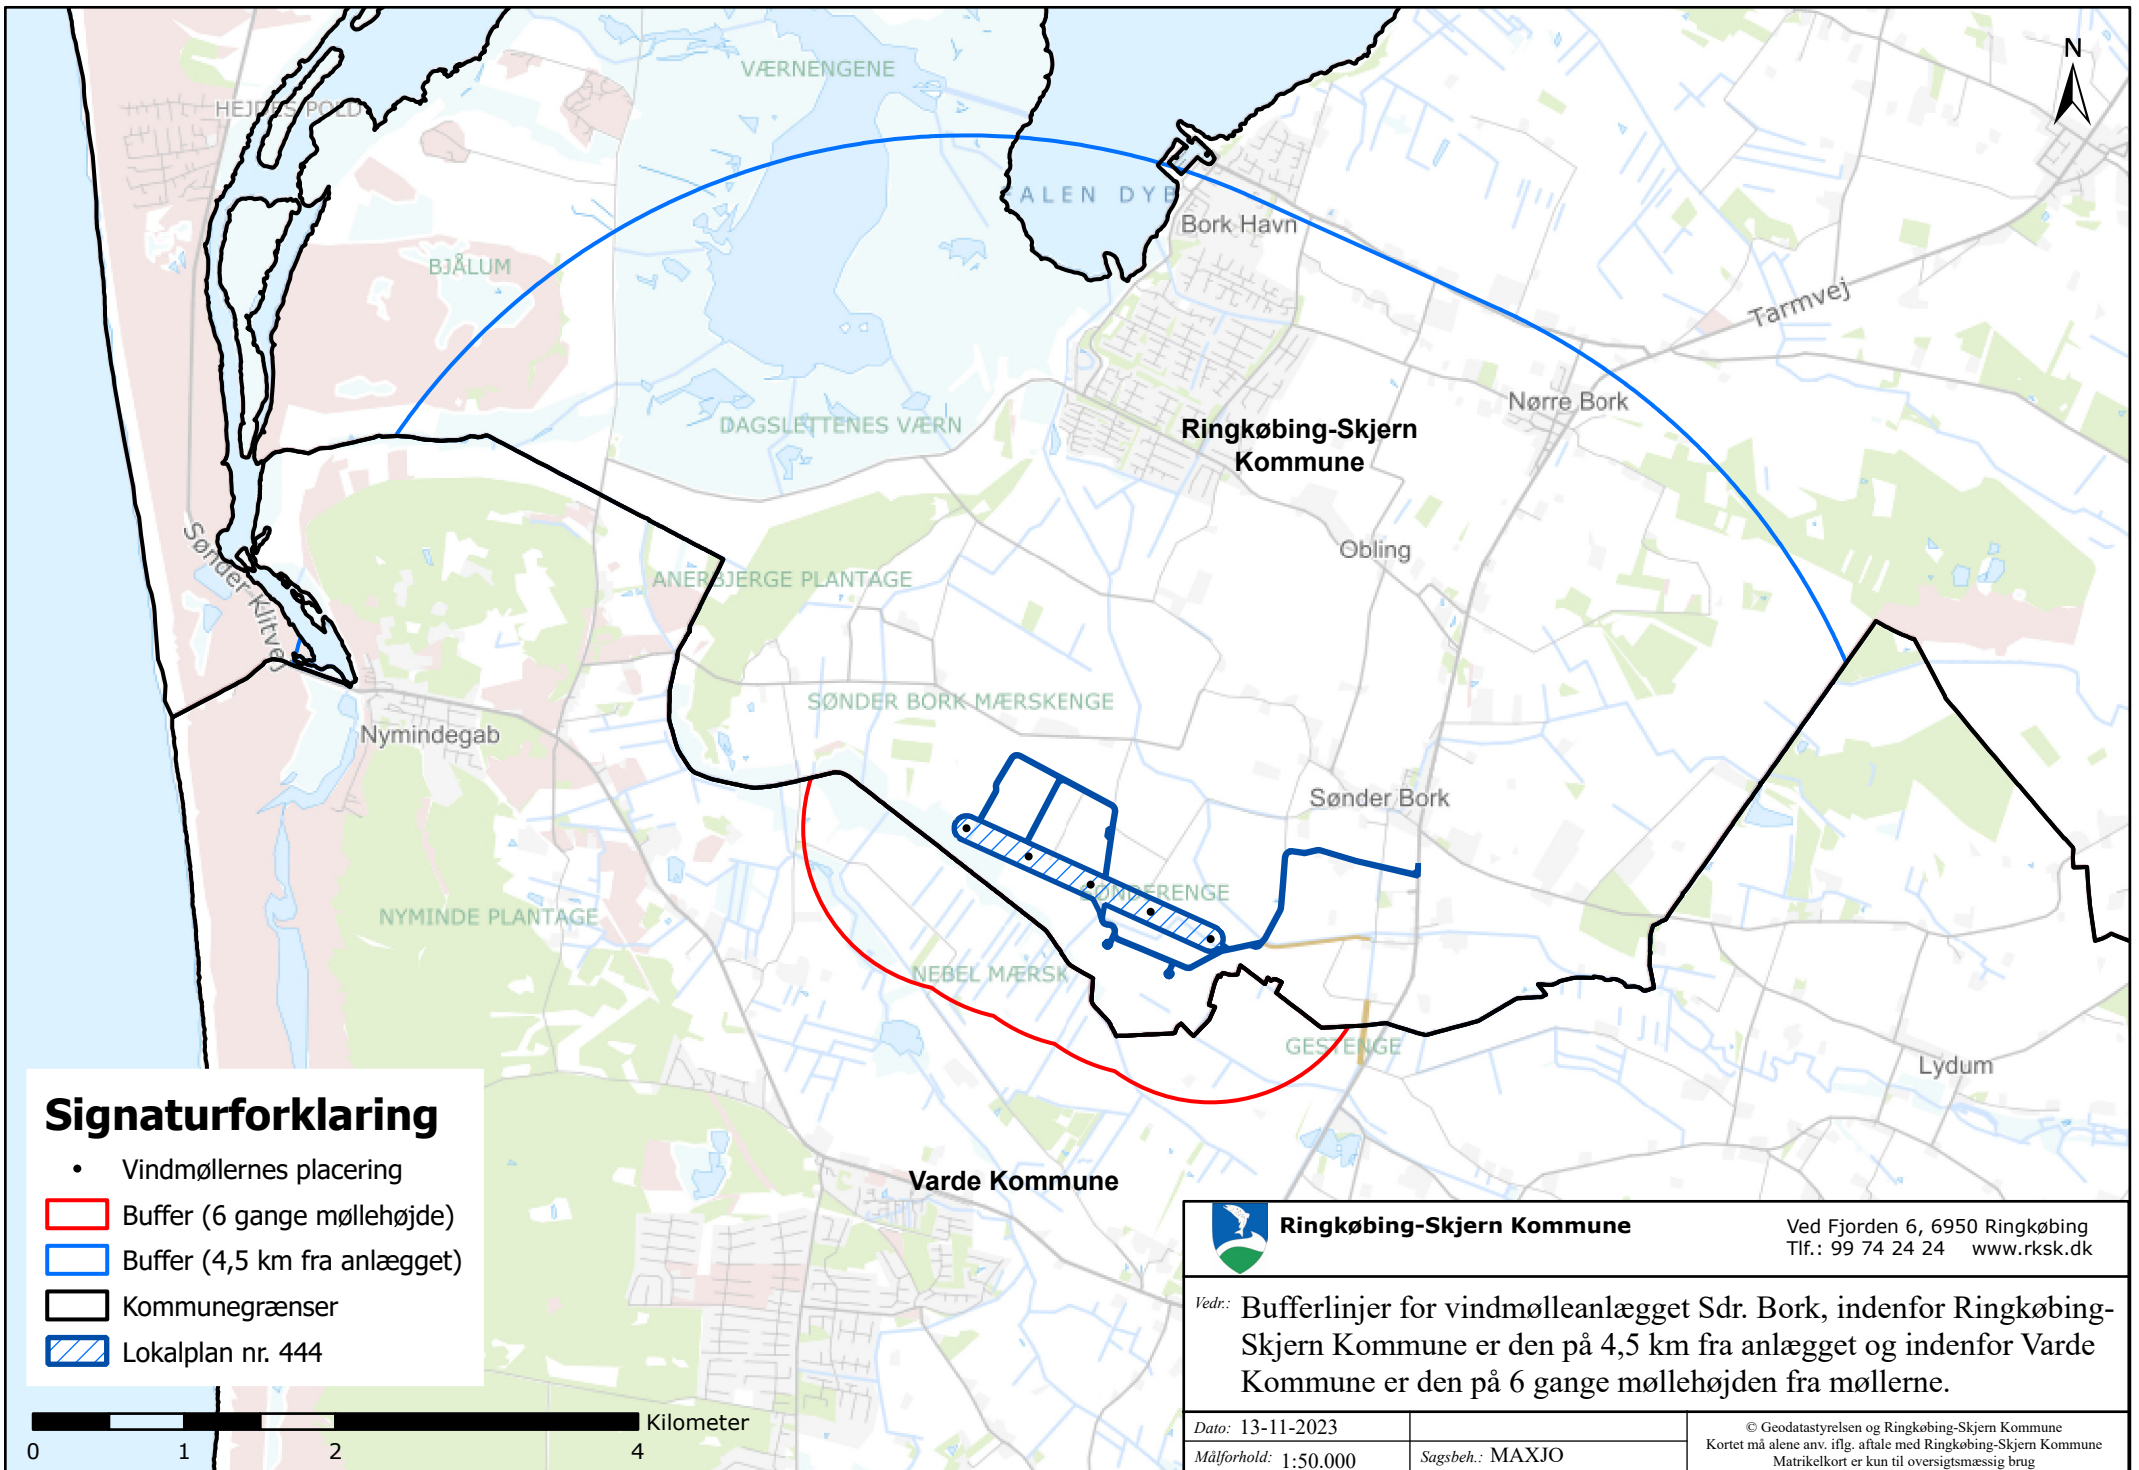 N
VÆRNENGENE
HEJDES POLD
FALEN DYB
Bork Havn
BJÅLUM
Tarmvej
Nørre Bork
DAGSLETTENES VÆRN
Ringkøbing-Skjern
Kommune
Sønder Klitvej
Obling
ANERBJERGE PLANTAGE
SØNDER BORK MÆRSKENGE
Nymindegab
Sønder Bork
SØNDERENGE
NYMINDE PLANTAGE
NEBEL MÆRSK
GESTENGE
Lydum
Varde Kommune
Signaturforklaring
Vindmøllernes placering
Buffer (6 gange møllehøjde)
Buffer (4,5 km fra anlægget)
Kommunegrænser
Lokalplan nr. 444
Kilometer
0 1 2 4
Ringkøbing-Skjern Kommune
Ved Fjorden 6, 6950 Ringkøbing
Tlf.: 99 74 24 24 www.rksk.dk
Vedr.: Bufferlinjer for vindmølleanlægget Sdr. Bork, indenfor Ringkøbing-
Skjern Kommune er den på 4,5 km fra anlægget og indenfor Varde
Kommune er den på 6 gange møllehøjden fra møllerne.
Dato: 13-11-2023
Målforhold: 1:50.000
Sagsbeh.: MAXJO
© Geodatastyrelsen og Ringkøbing-Skjern Kommune
Kortet må alene anv. iflg. aftale med Ringkøbing-Skjern Kommune
Matrikelkort er kun til oversigtsmæssig brug